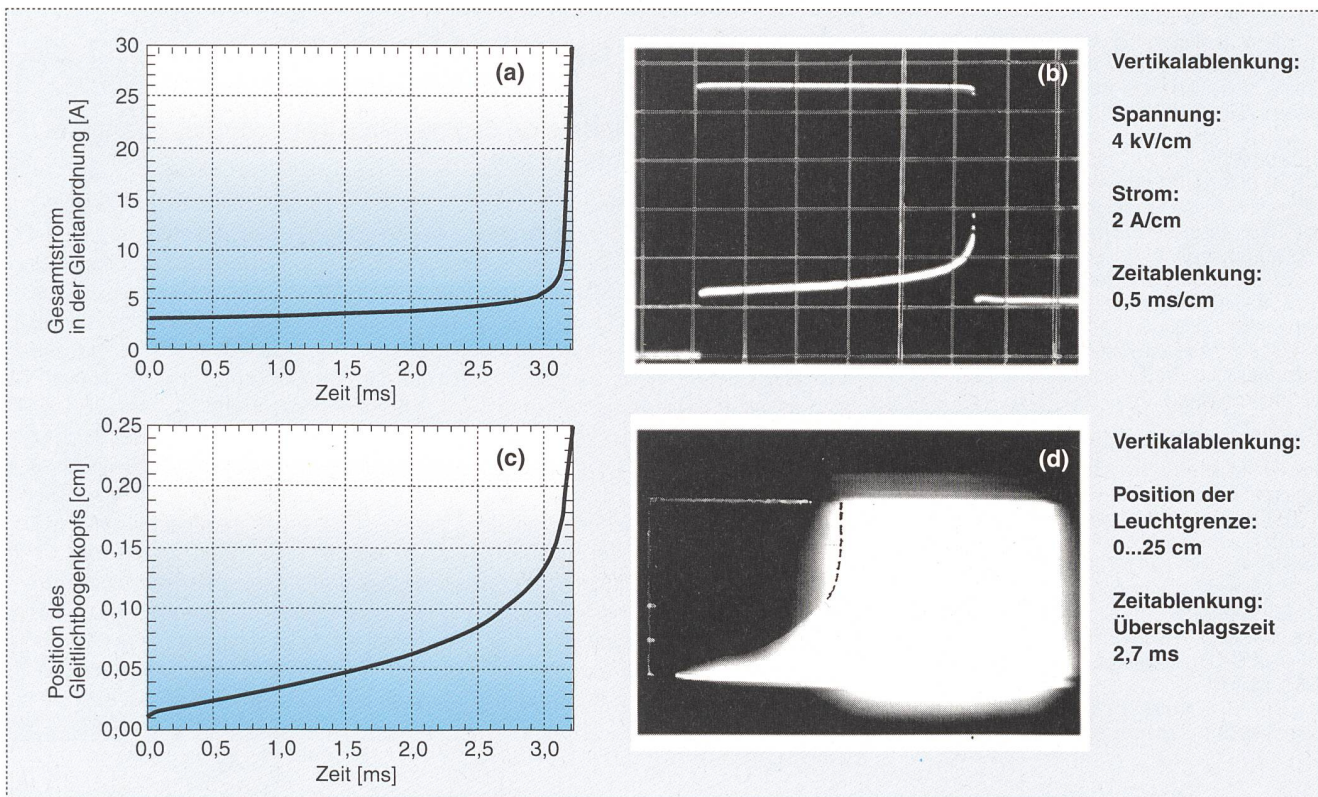 30
25
20
15
10
5
0
Gesamtstrom
in der Gleitanordnung [A]
(a)
0,0 0,5 1,0 1,5 2,0 2,5 3,0
Zeit [ms]
(b)
Vertikalablenkung:
Spannung:
4 kV/cm
Strom:
2 A/cm
Zeitablenkung:
0,5 ms/cm
0,25
0,20
0,15
0,10
0,05
0,00
Position des
Gleitlichtbogenkopfs [cm]
(c)
0,0 0,5 1,0 1,5 2,0 2,5 3,0
Zeit [ms]
(d)
Vertikalablenkung:
Position der
Leuchtgrenze:
0...25 cm
Zeitablenkung:
Überschlagszeit
2,7 ms